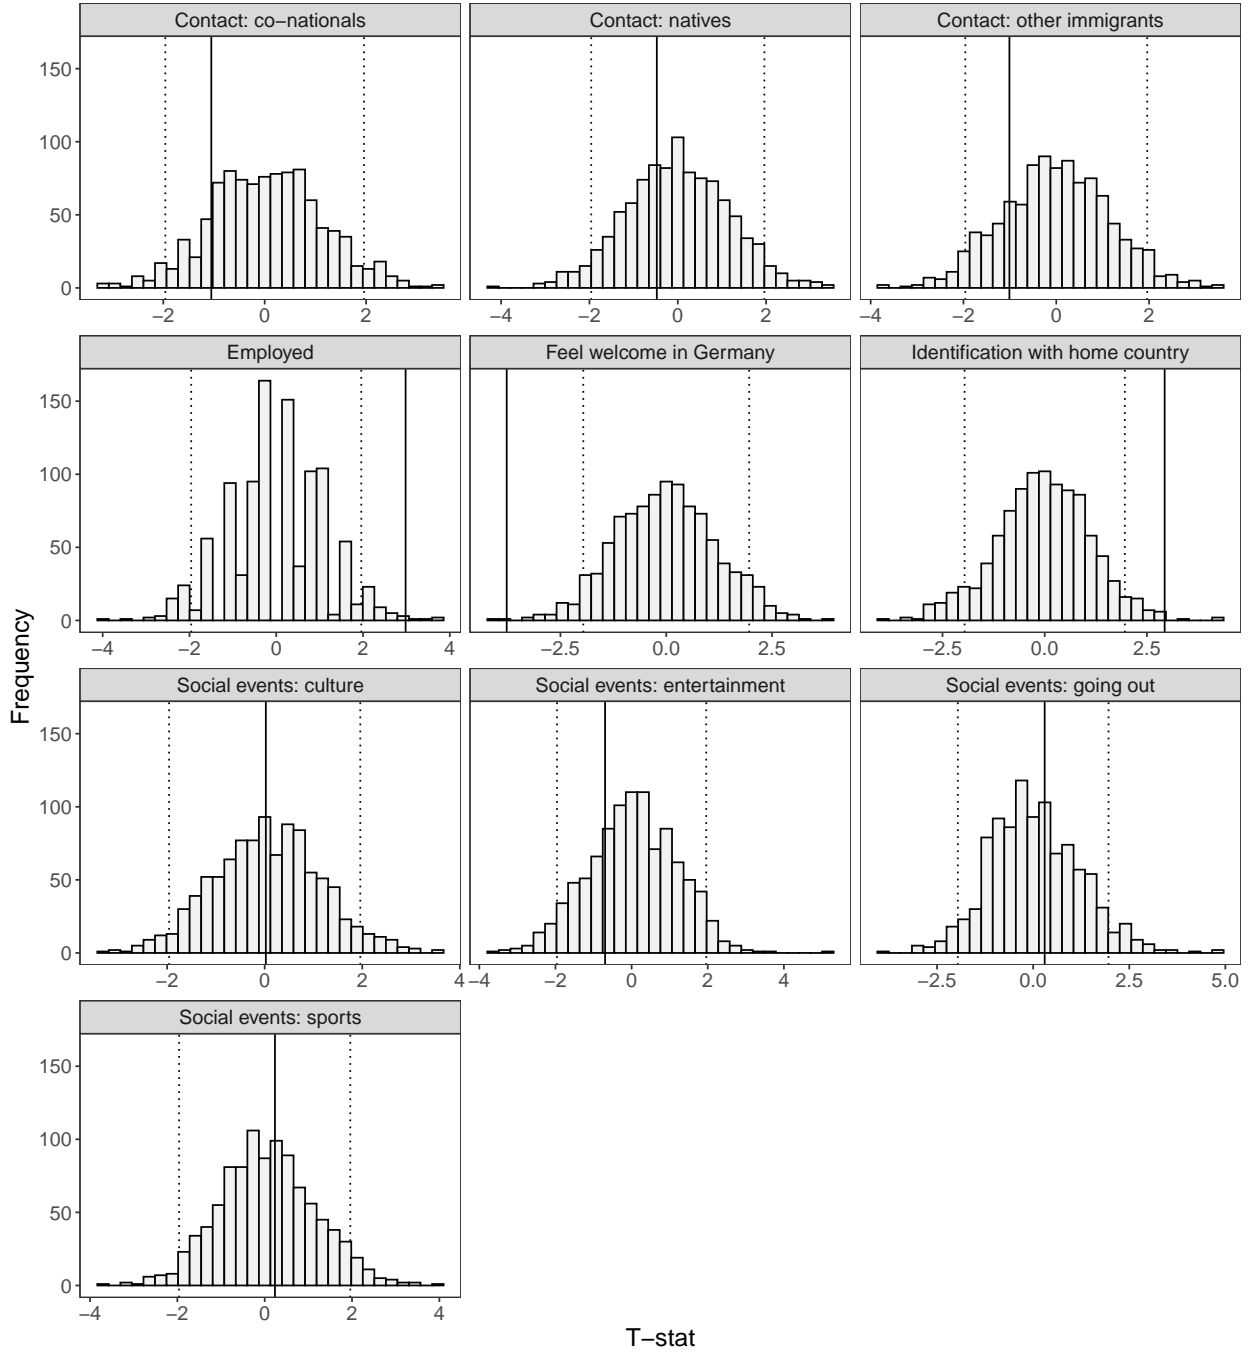 Contact: co−nationals
Contact: natives
Contact: other immigrants
150
100
50
0
−2 0 2
−4 −2 0 2
−4 −2 0 2
Employed
Feel welcome in Germany
Identification with home country
150
100
50
0
−4 −2 0 2 4
−2.5 0.0 2.5
−2.5 0.0 2.5
Frequency
Social events: culture
Social events: entertainment
Social events: going out
150
100
50
0
−2 0 2 4
−4 −2 0 2 4
−2.5 0.0 2.5 5.0
Social events: sports
150
100
50
0
−4 −2 0 2 4
T−stat